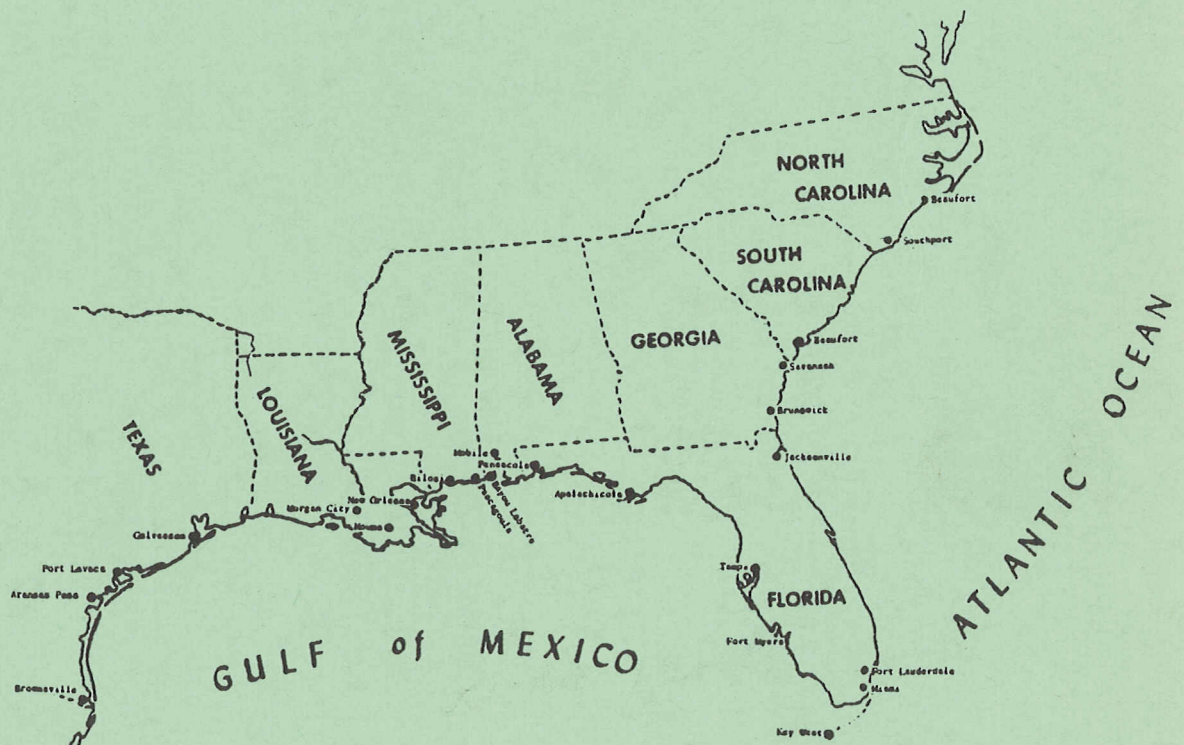 NORTH
CAROLINA
Beaufort
Southport
SOUTH
CAROLINA
GEORGIA
ALABAMA
MISSISSIPPI
LOUISIANA
TEXAS
Beaufort
Savannah
Brunswick
Jacksonville
Mobile
Pensacola
Biloxi
Bayou Labatre
Pascagoula
Apalachicola
New Orleans
Morgan City
Houma
Galveston
Port Lavaca
Aransas Pass
Brownsville
Tampa
FLORIDA
Fort Myers
Fort Lauderdale
Miami
Key West
GULF of MEXICO
ATLANTIC OCEAN